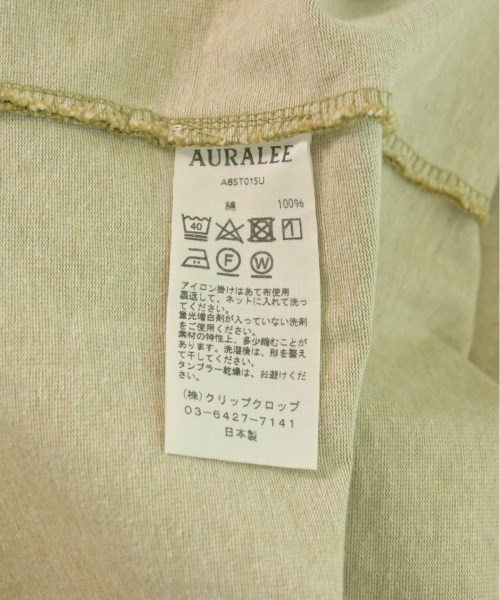 AURALEE
A8ST01SU
綿 100%
40
F W
アイロン掛けはあて布使用
裏返して、ネットに入れて洗っ
てください。
蛍光増白剤が入っていない洗剤
をご使用ください。
素材の特性上、多少縮むことが
あります。洗濯後は、形を整え
て干してください。
タンブラー乾燥は、お避けくだ
さい。
(株)クリップクロップ
03-6427-7141
日本製